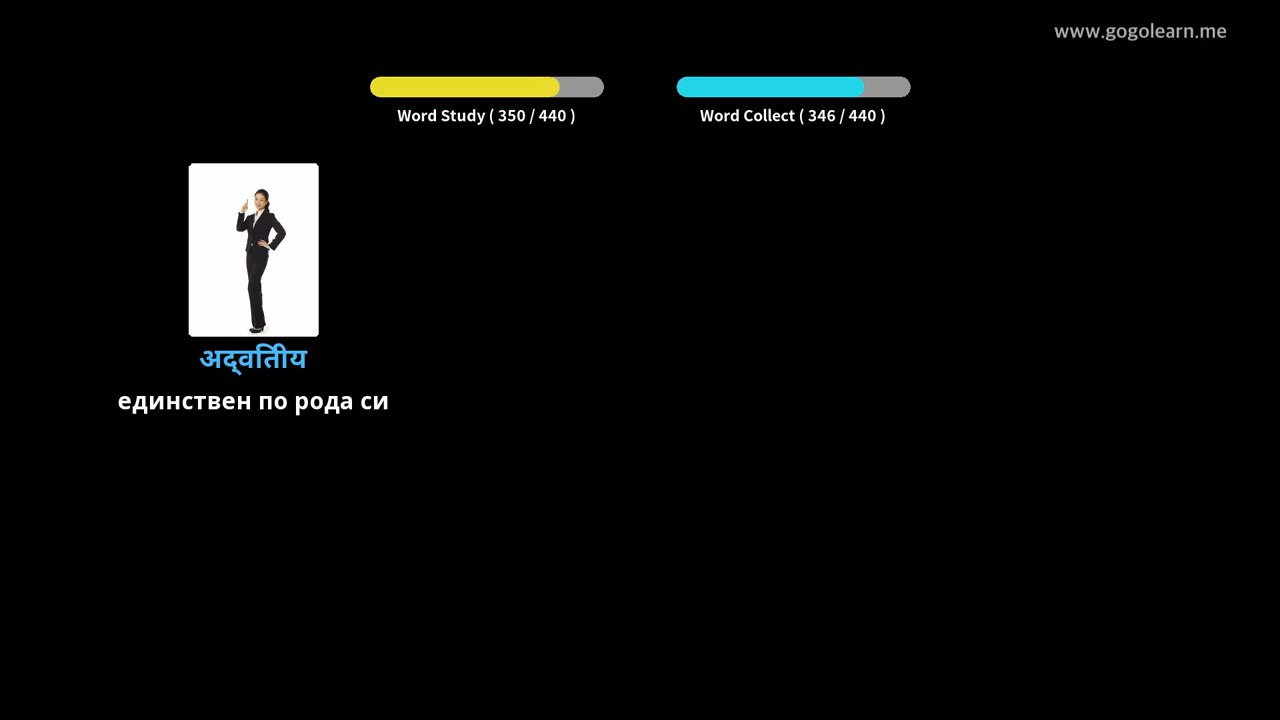 www.gogolearn.me
Word Study ( 350 / 440 )
Word Collect ( 346 / 440 )
अद्वितीय
единствен по рода си